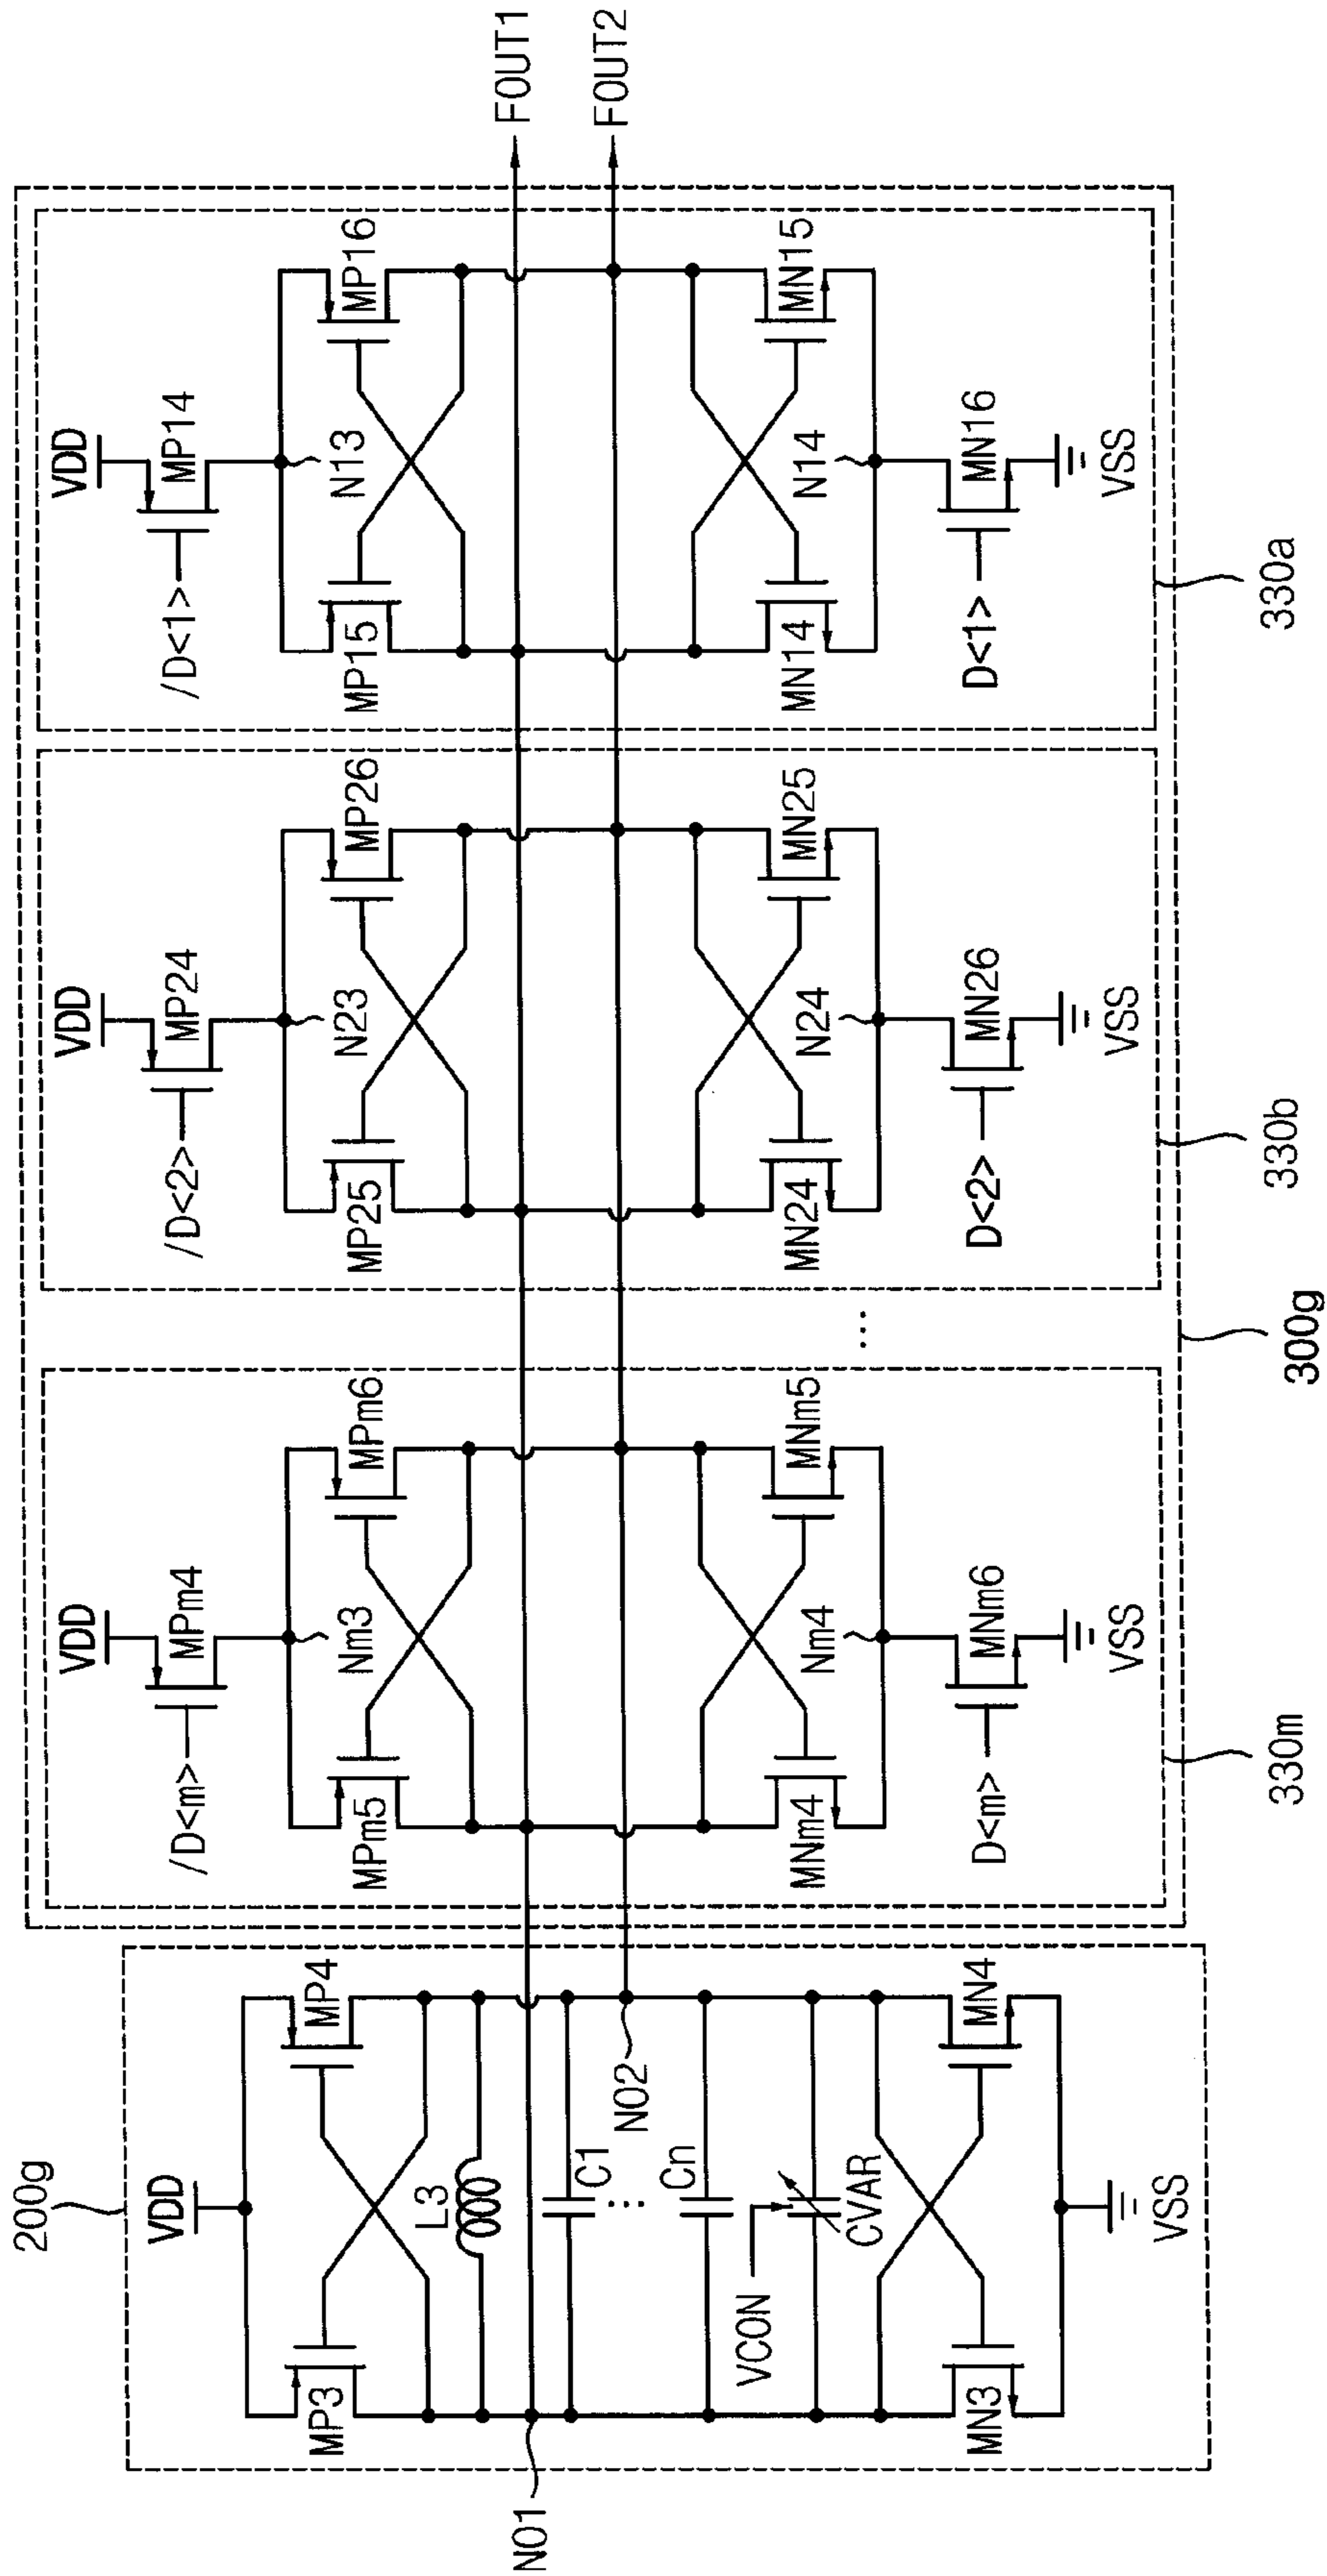 200g
VDD
MP3
MP4
L3
NO1
C1
...
NO2
Cn
VCON
CVAR
MN3
MN4
VSS
VDD
/D<m>
MPm4
MPm5
Nm3
MPm6
MNm4
Nm4
MNm5
D<m>
MNm6
VSS
330m
...
300g
VDD
/D<2>
MP24
MP25
N23
MP26
MN24
N24
MN25
D<2>
MN26
VSS
330b
VDD
/D<1>
MP14
MP15
N13
MP16
MN14
N14
MN15
D<1>
MN16
VSS
330a
FOUT1
FOUT2